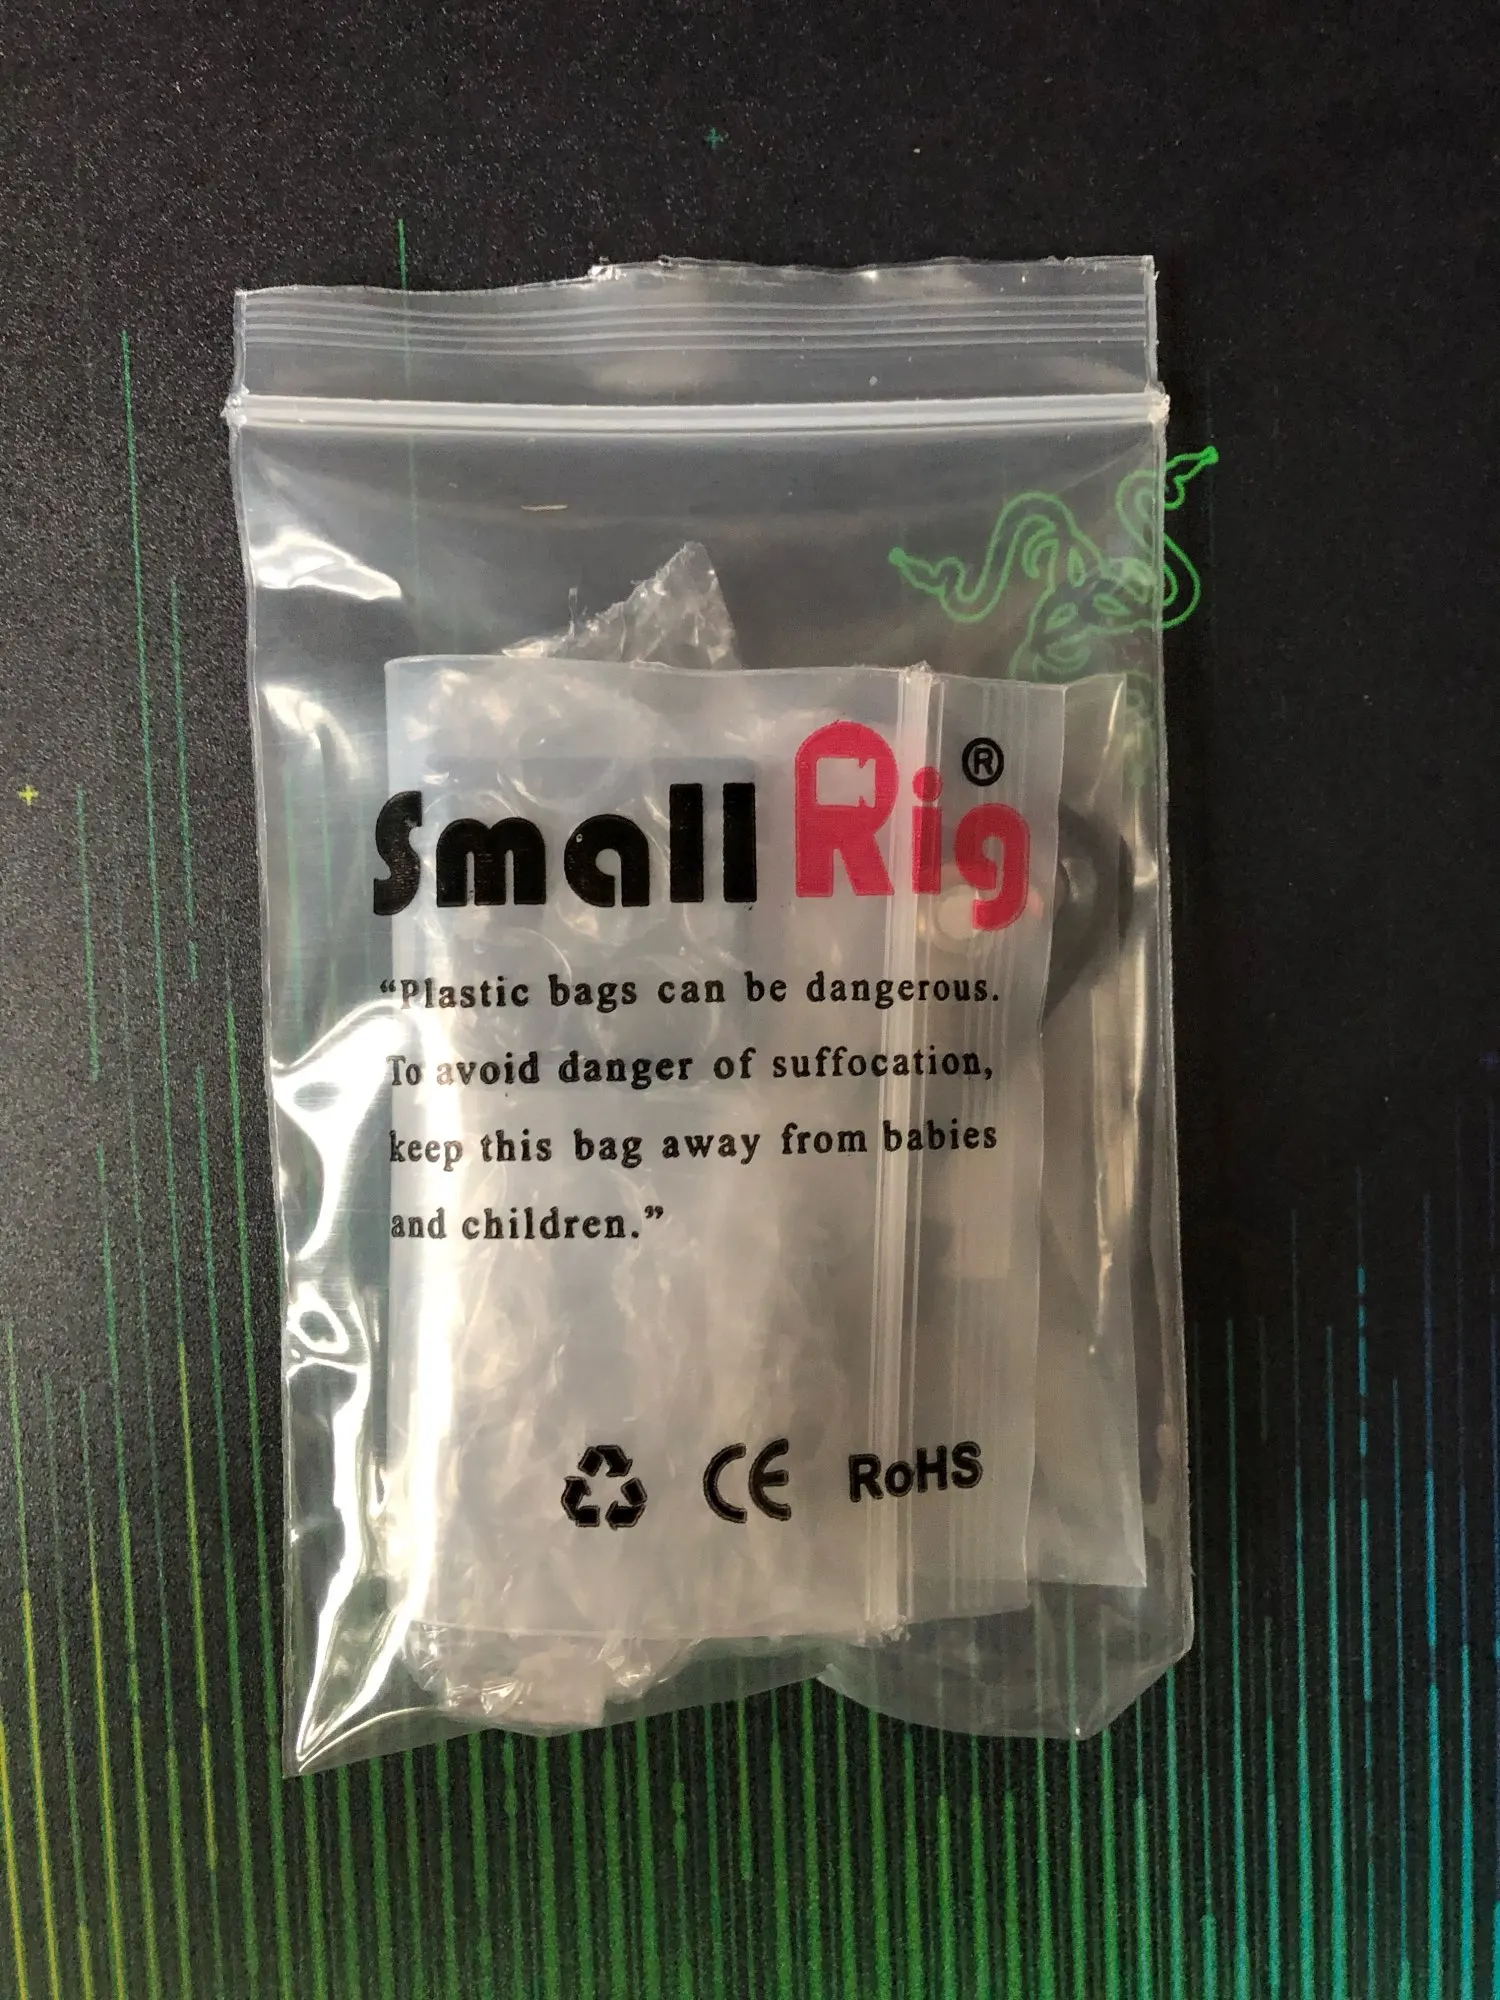 SmallRig®
“Plastic bags can be dangerous.
To avoid danger of suffocation,
keep this bag away from babies
and children.”
CE RoHS